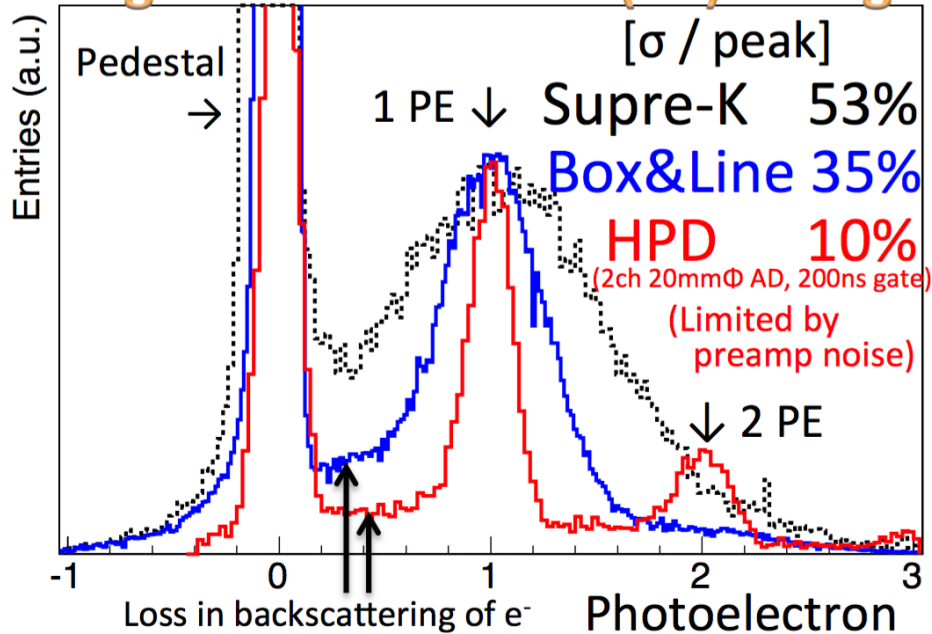 [σ / peak]
Pedestal →
1 PE ↓
Supre-K 53%
Box&Line 35%
HPD 10%
(2ch 20mmΦ AD, 200ns gate)
(Limited by
preamp noise)
↓ 2 PE
Entries (a.u.)
-1 0 1 2 3
Loss in backscattering of e⁻
Photoelectron